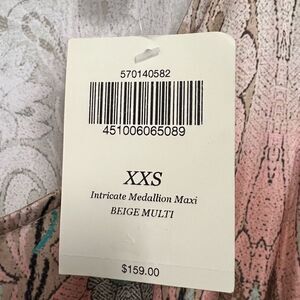 570140582
451006065089
XXS
Intricate Medallion Maxi
BEIGE MULTI
$159.00